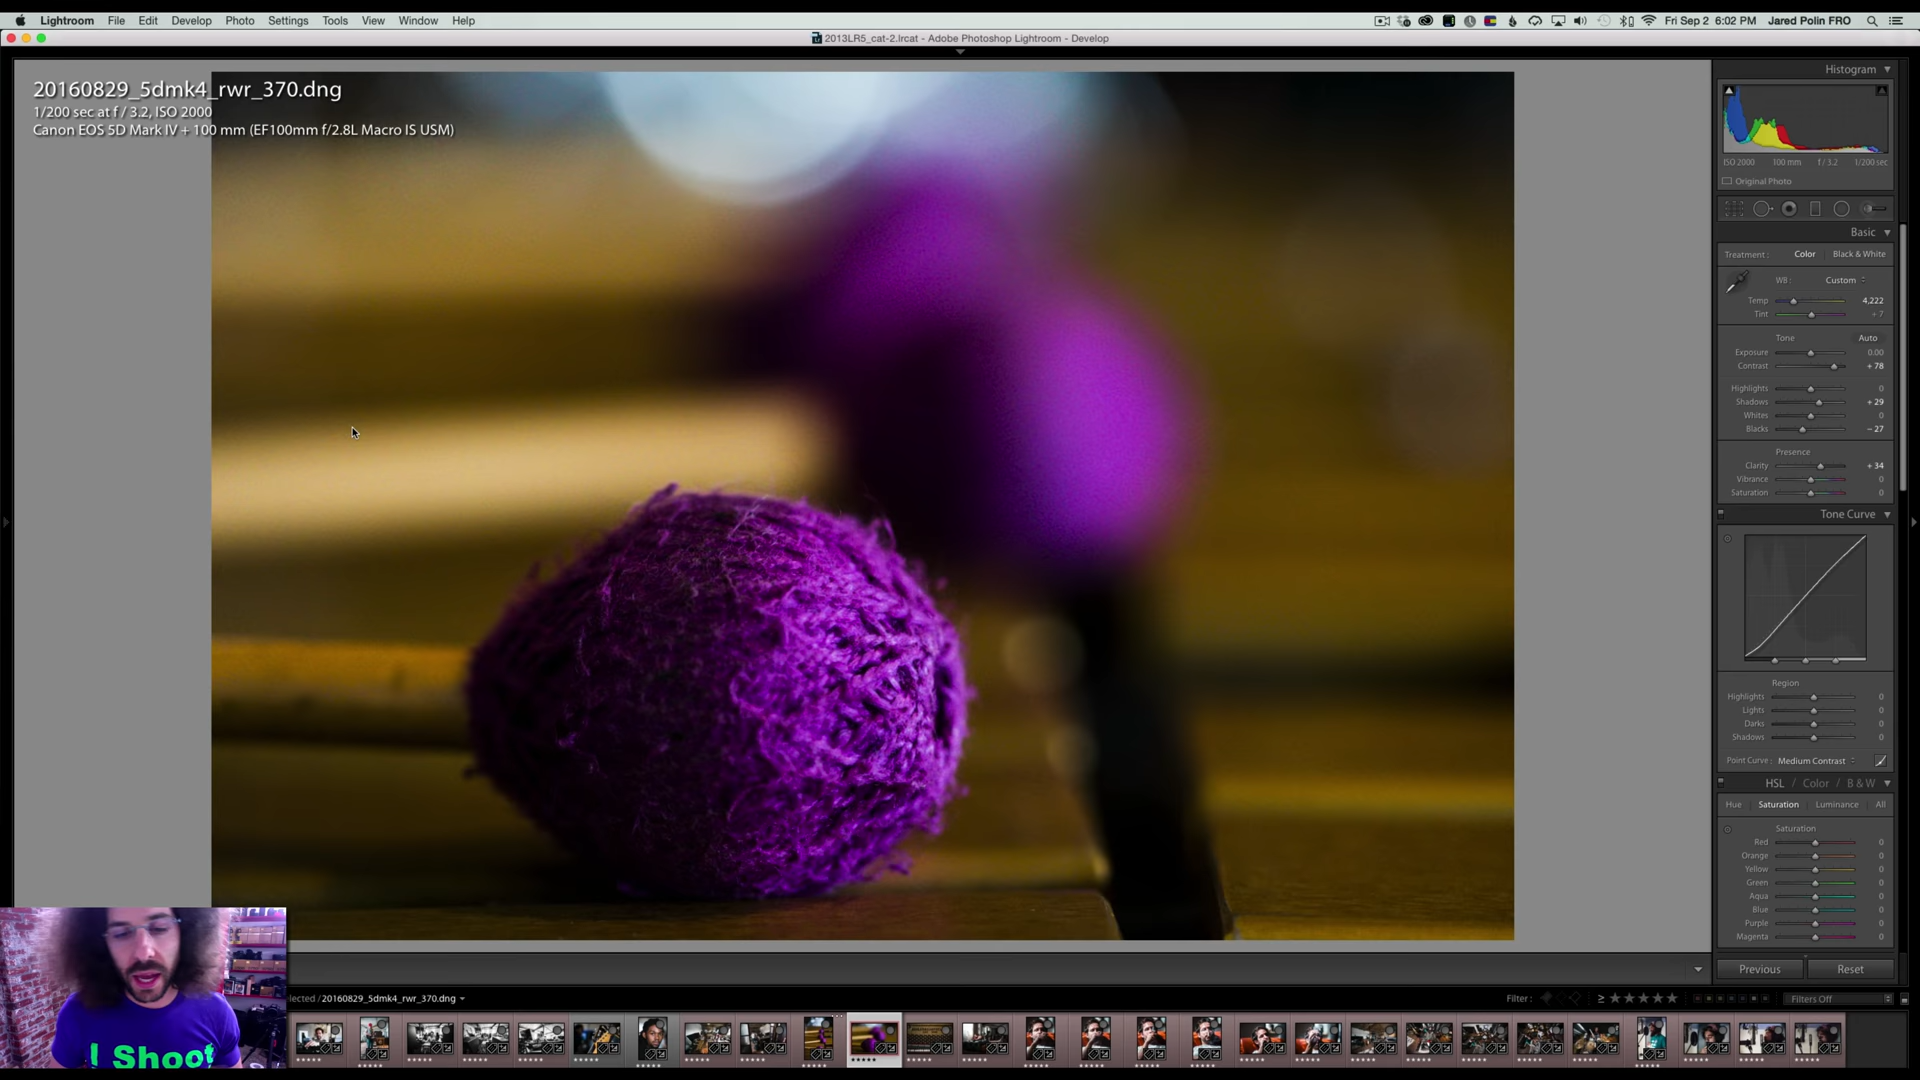 Lightroom File Edit Develop Photo Settings Tools View Window Help Fri Sep 2 6:02 PM Jared Polin FRO
2013LR5_cat-2.lrcat - Adobe Photoshop Lightroom - Develop
20160829_5dmk4_rwr_370.dng
1/200 sec at f / 3.2, ISO 2000
Canon EOS 5D Mark IV + 100 mm (EF100mm f/2.8L Macro IS USM)
Histogram
ISO 2000 100 mm f / 3.2 1/200 sec
Original Photo
Basic
Treatment : Color Black & White
WB : Custom
Temp 4,222
Tint + 7
Tone Auto
Exposure 0.00
Contrast + 78
Highlights 0
Shadows + 29
Whites 0
Blacks - 27
Presence
Clarity + 34
Vibrance 0
Saturation 0
Tone Curve
Region
Highlights 0
Lights 0
Darks 0
Shadows 0
Point Curve : Medium Contrast
HSL / Color / B & W
Hue Saturation Luminance All
Saturation
Red 0
Orange 0
Yellow 0
Green 0
Aqua 0
Blue 0
Purple 0
Magenta 0
Previous Reset
lected / 20160829_5dmk4_rwr_370.dng
Filter : ≥ ★★★★★ Filters Off
I Shoot